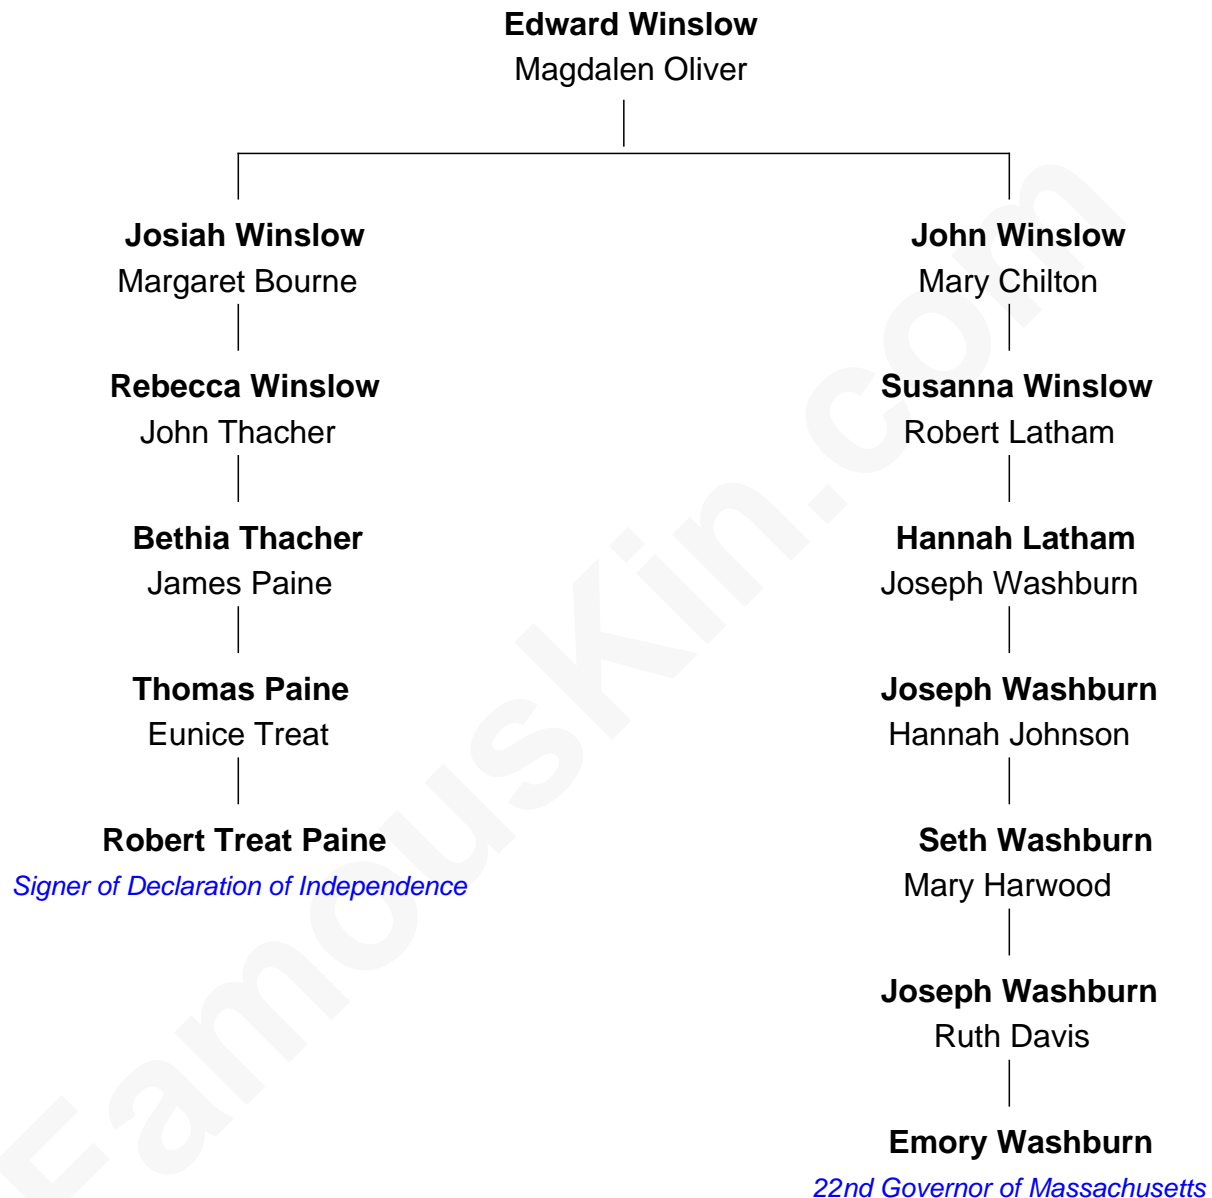 Edward Winslow
Magdalen Oliver
Josiah Winslow
Margaret Bourne
Rebecca Winslow
John Thacher
Bethia Thacher
James Paine
Thomas Paine
Eunice Treat
Robert Treat Paine
Signer of Declaration of Independence
John Winslow
Mary Chilton
Susanna Winslow
Robert Latham
Hannah Latham
Joseph Washburn
Joseph Washburn
Hannah Johnson
Seth Washburn
Mary Harwood
Joseph Washburn
Ruth Davis
Emory Washburn
22nd Governor of Massachusetts
FamousKin.com